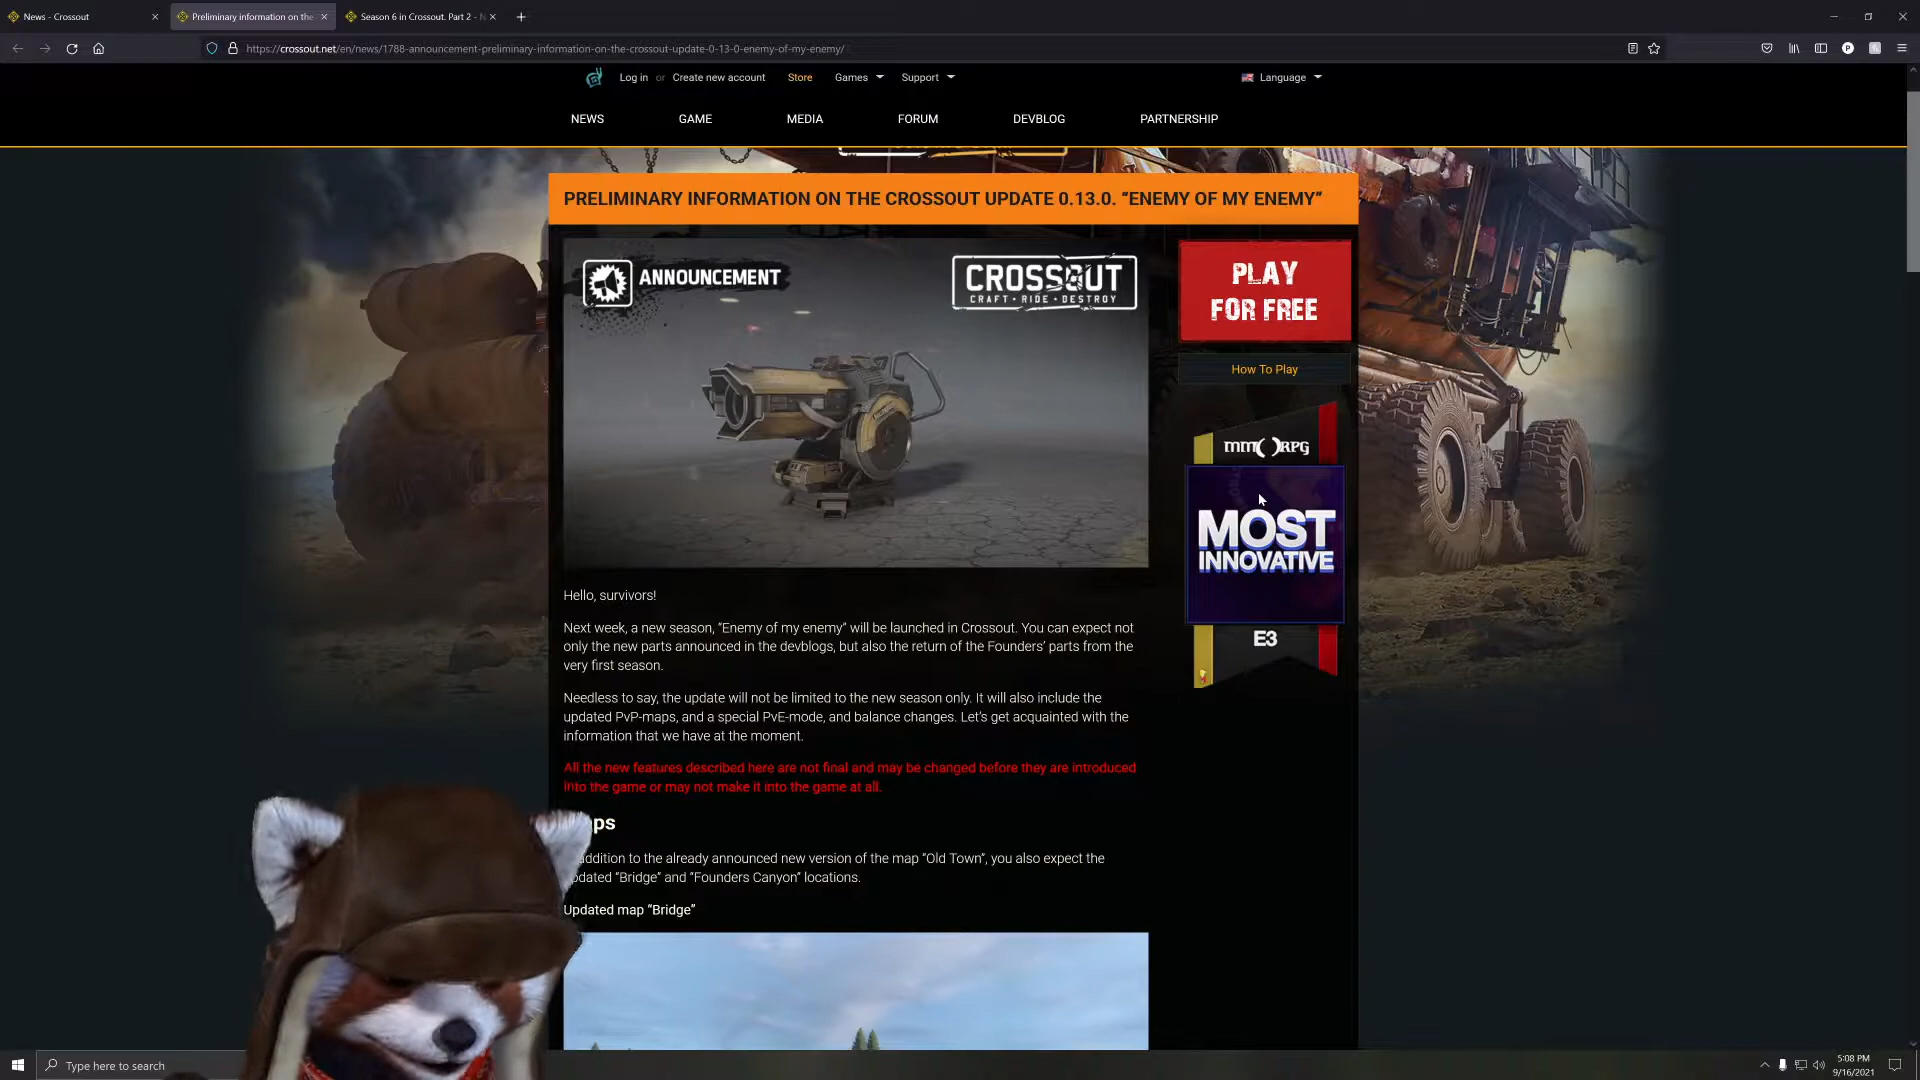 News - Crossout
Preliminary information on the
Season 6 in Crossout. Part 2 - N
https://crossout.net/en/news/1788-announcement-preliminary-information-on-the-crossout-update-0-13-0-enemy-of-my-enemy/
Log in or Create new account Store Games Support Language
NEWS GAME MEDIA FORUM DEVBLOG PARTNERSHIP
PRELIMINARY INFORMATION ON THE CROSSOUT UPDATE 0.13.0. “ENEMY OF MY ENEMY”
ANNOUNCEMENT
CROSSOUT
CRAFT • RIDE • DESTROY
PLAY
FOR FREE
How To Play
MMORPG
MOST
INNOVATIVE
E3
Hello, survivors!
Next week, a new season, “Enemy of my enemy” will be launched in Crossout. You can expect not
only the new parts announced in the devblogs, but also the return of the Founders’ parts from the
very first season.
Needless to say, the update will not be limited to the new season only. It will also include the
updated PvP-maps, and a special PvE-mode, and balance changes. Let’s get acquainted with the
information that we have at the moment.
All the new features described here are not final and may be changed before they are introduced
into the game or may not make it into the game at all.
ps
addition to the already announced new version of the map “Old Town”, you also expect the
dated “Bridge” and “Founders Canyon” locations.
Updated map “Bridge”
Type here to search
5:08 PM
9/16/2021